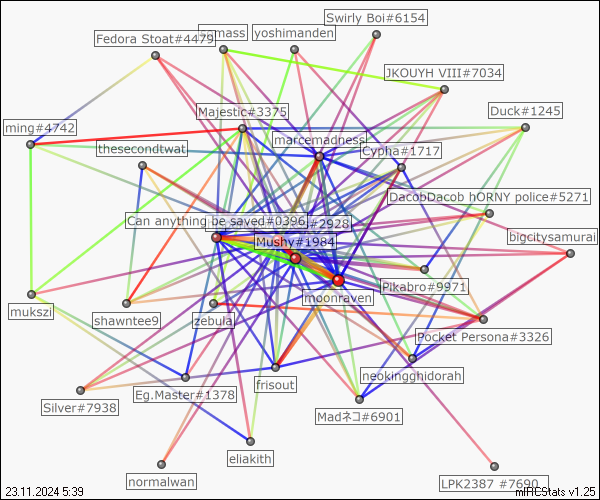 Swirly Boi#6154
Fedora Stoat#4479
mass
yoshimanden
JKOUYH VIII#7034
Majestic#3375
Duck#1245
ming#4742
marcemadness
thesecondtwat
Cypha#1717
DacobDacob hORNY police#5271
Can anything be saved#0396
#2928
Mushy#1984
bigcitysamurai
Pikabro#9971
moonraven
mukszi
shawntee9
zebulal
Pocket Persona#3326
neokingghidorah
frisout
Eg.Master#1378
Silver#7938
Madネコ#6901
eliakith
normalwan
LPK2387 #7690
23.11.2024 5:39
mIRCStats v1.25